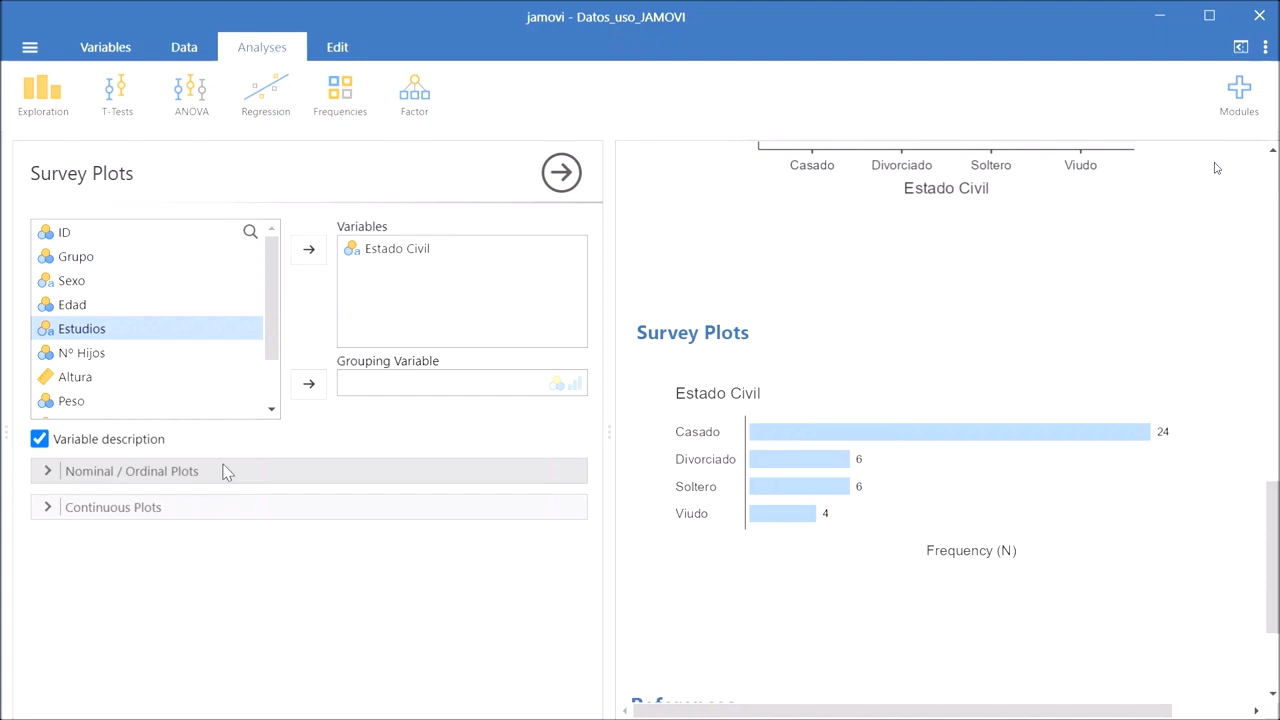 jamovi - Datos_uso_JAMOVI
Variables
Data
Analyses
Edit
Exploration
T-Tests
ANOVA
Regression
Frequencies
Factor
Modules
Survey Plots
ID
Grupo
Sexo
Edad
Estudios
Nº Hijos
Altura
Peso
Variables
Estado Civil
Grouping Variable
Variable description
Nominal / Ordinal Plots
Continuous Plots
Casado
Divorciado
Soltero
Viudo
Estado Civil
Survey Plots
Estado Civil
Casado 24
Divorciado 6
Soltero 6
Viudo 4
Frequency (N)
References